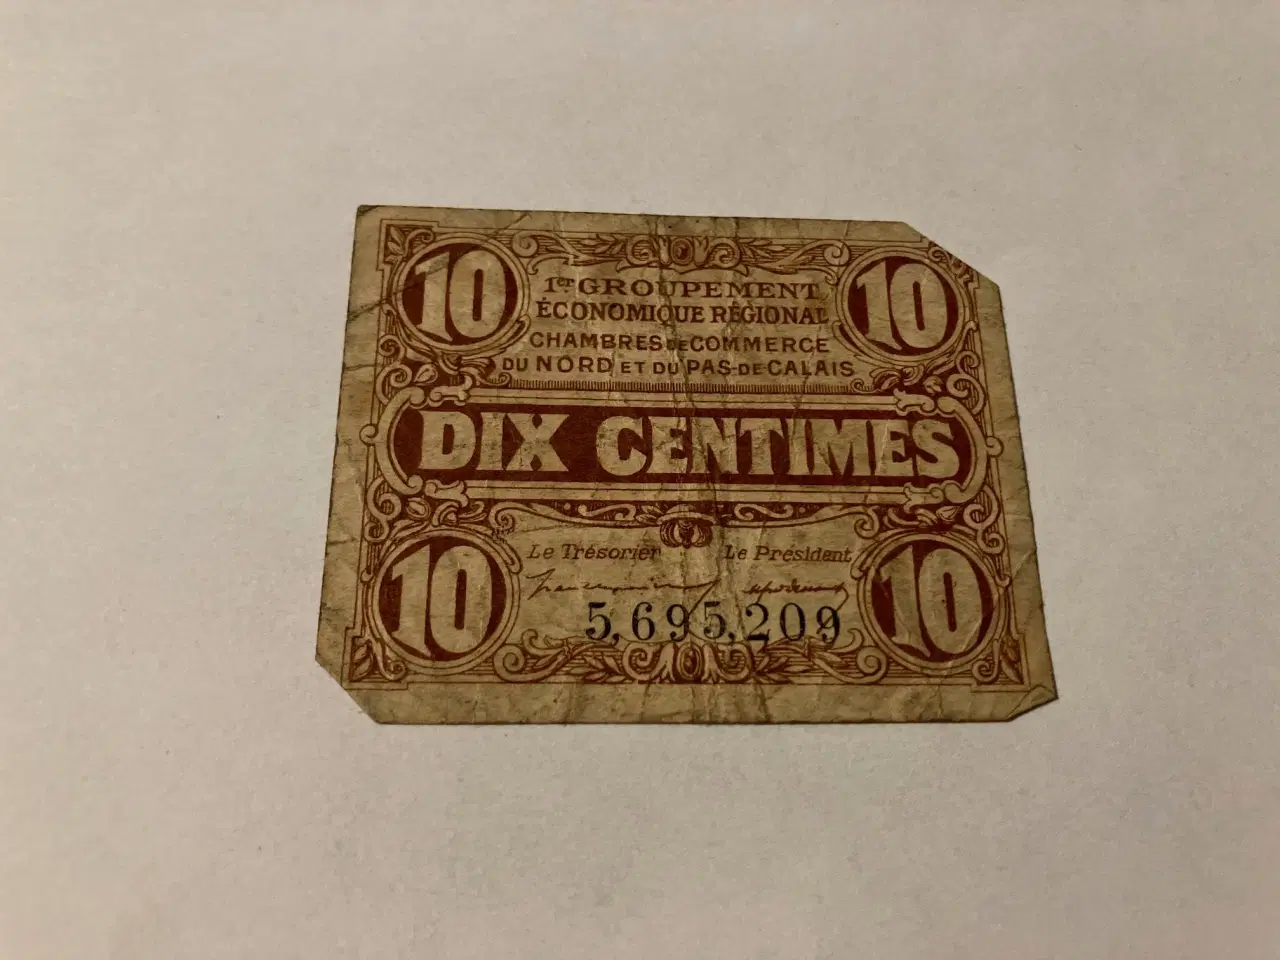 10 10
1er GROUPEMENT
ÉCONOMIQUE RÉGIONAL
CHAMBRES DE COMMERCE
DU NORD ET DU PAS-DE-CALAIS
DIX CENTIMES
Le Trésorier Le Président
10 10
5,695,209